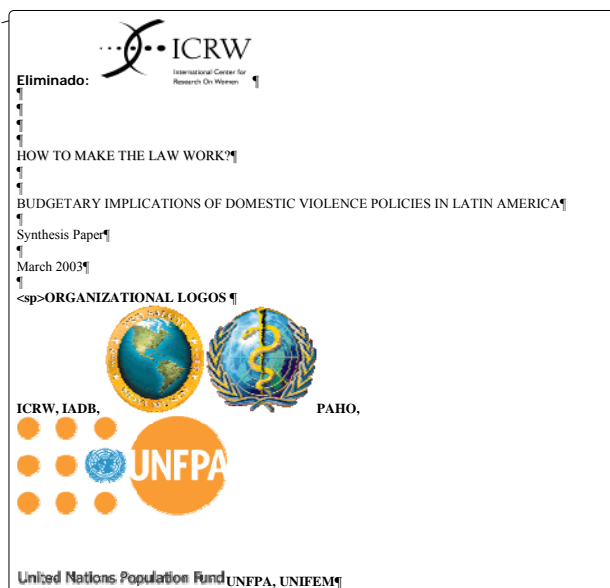 ICRW
International Center for
Research On Women
Eliminado: ¶
¶
¶
¶
¶
HOW TO MAKE THE LAW WORK?¶
¶
¶
BUDGETARY IMPLICATIONS OF DOMESTIC VIOLENCE POLICIES IN LATIN AMERICA¶
¶
Synthesis Paper¶
¶
March 2003¶
¶
<sp>ORGANIZATIONAL LOGOS ¶
ICRW, IADB, PAHO,
UNFPA
United Nations Population Fund UNFPA, UNIFEM¶